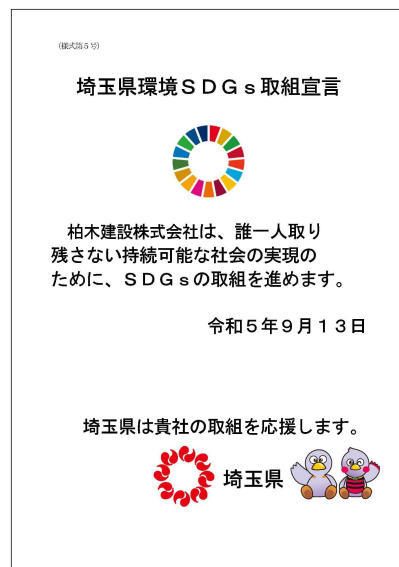 (様式第5号)
埼玉県環境SDGs取組宣言
柏木建設株式会社は、誰一人取り
残さない持続可能な社会の実現の
ために、SDGsの取組を進めます。
令和5年9月13日
埼玉県は貴社の取組を応援します。
埼玉県